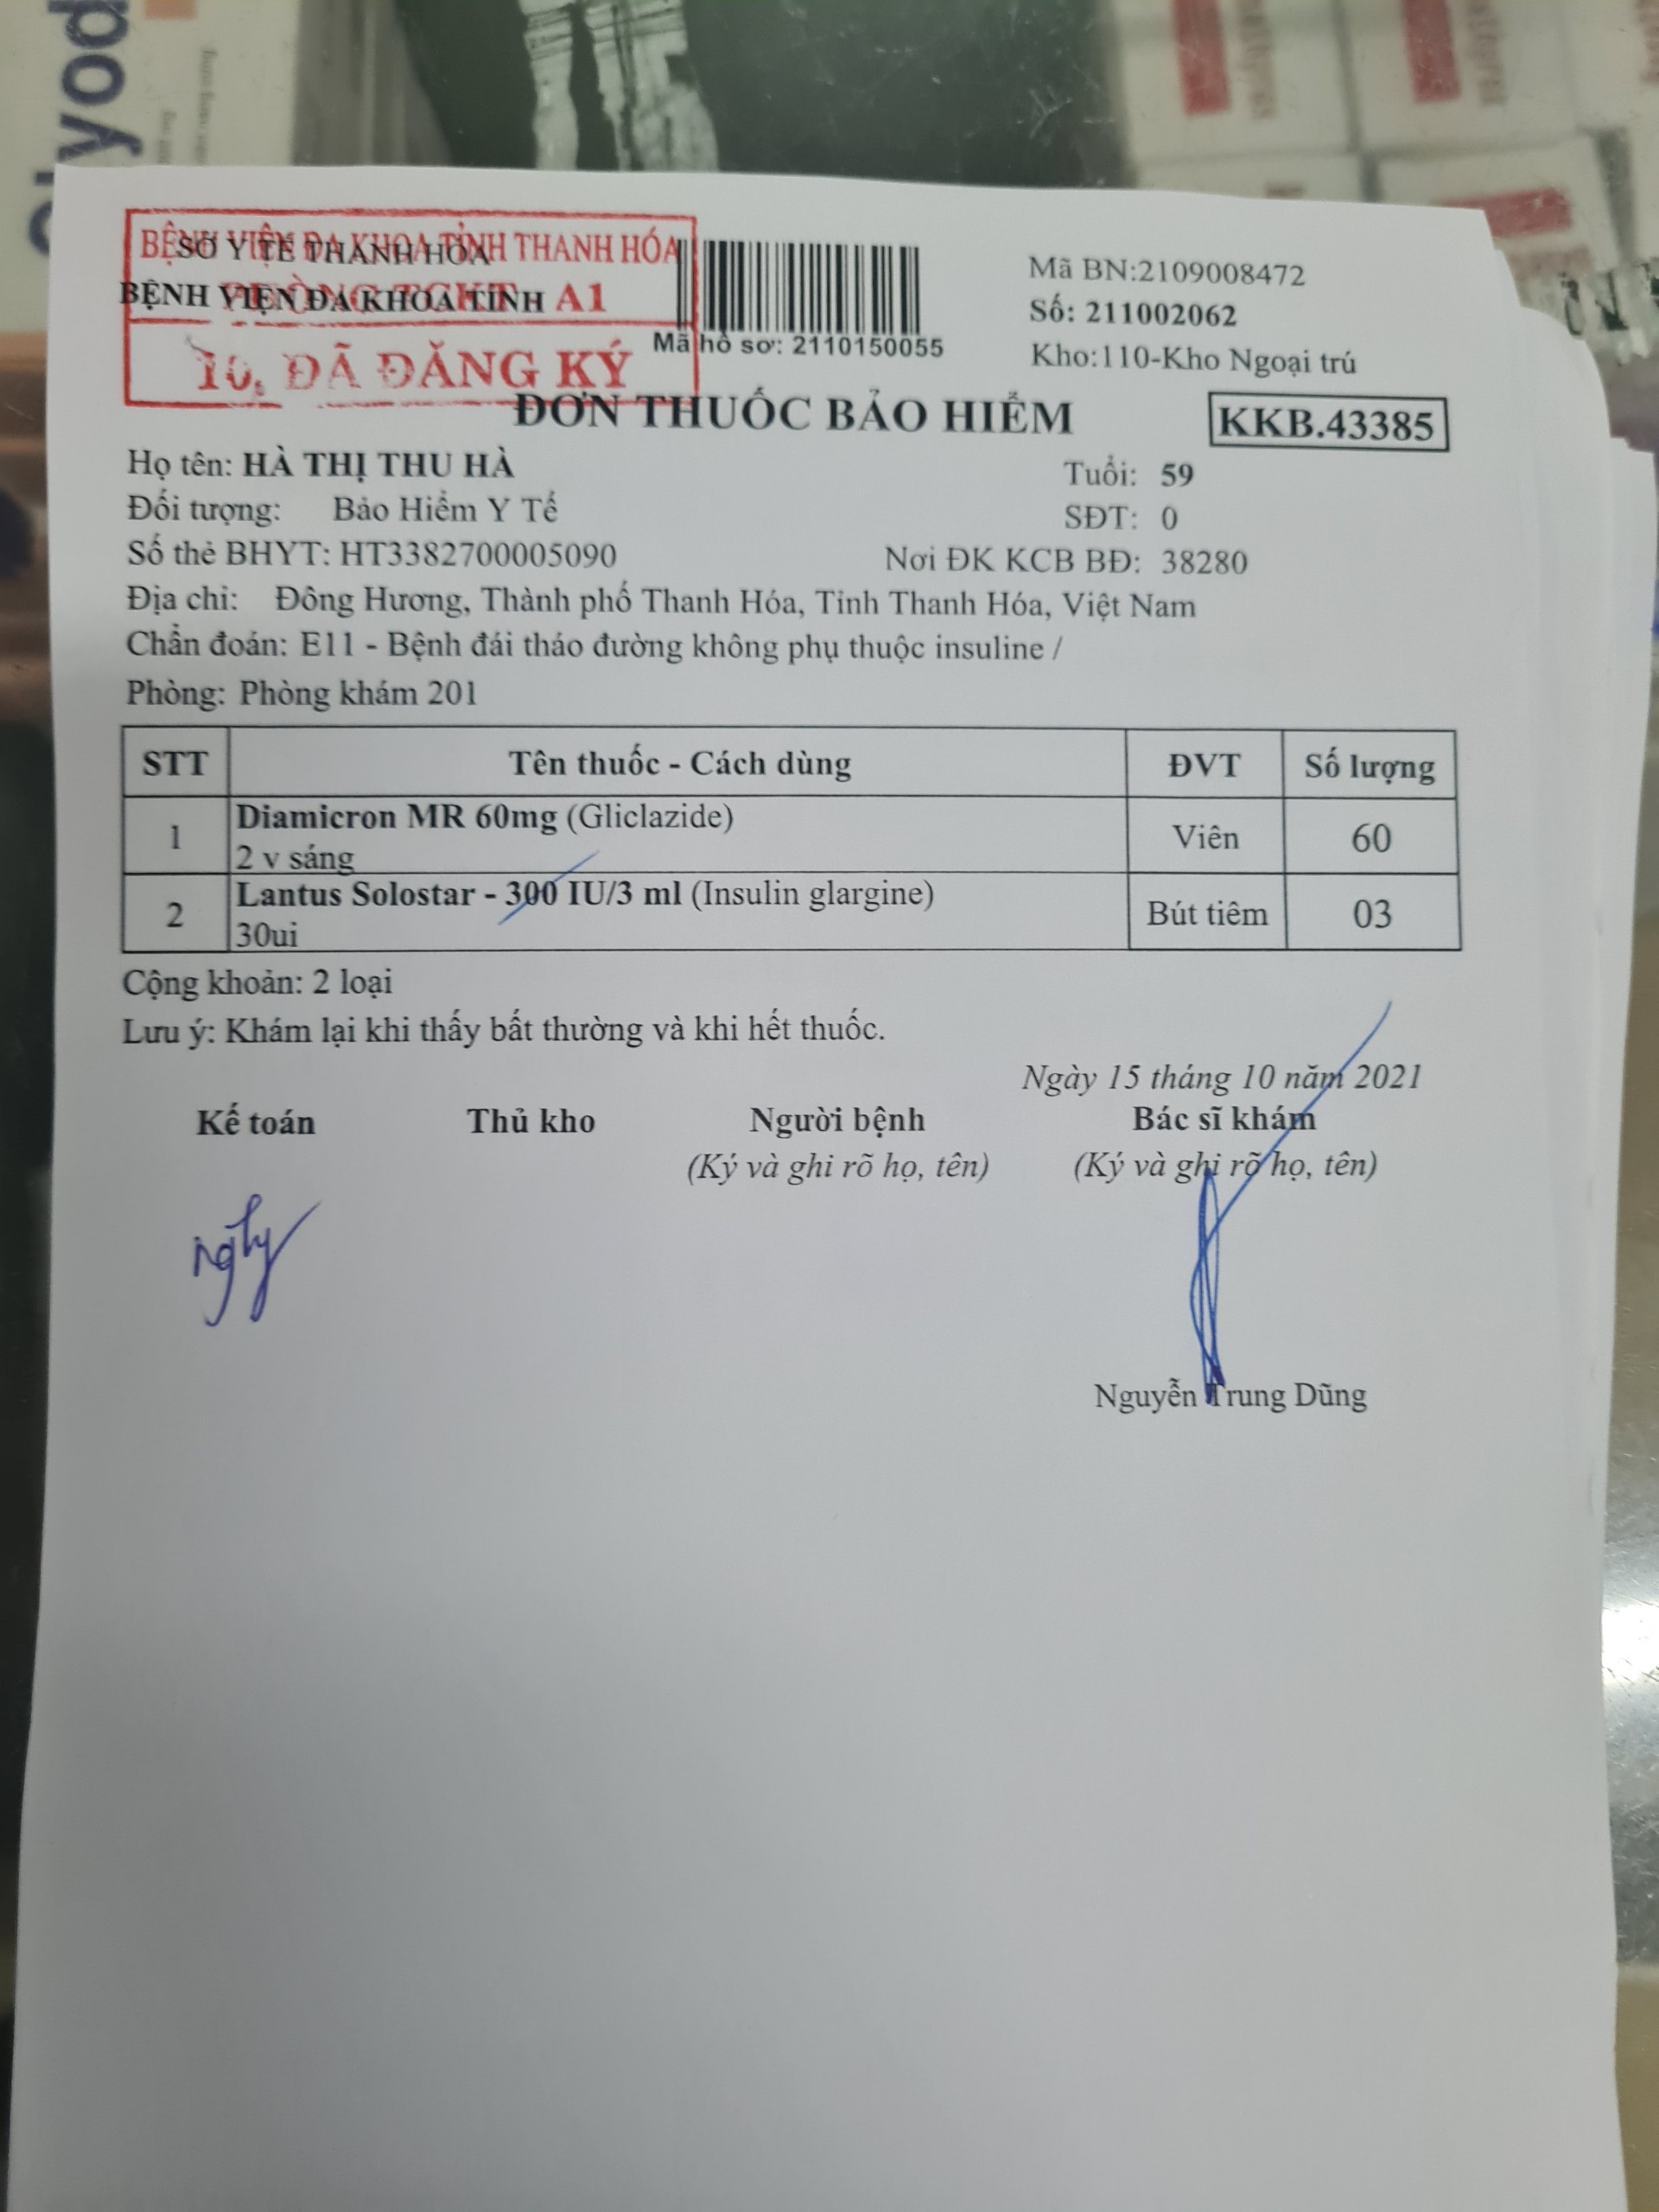 BỆNH VIỆN ĐA KHOA TỈNH THANH HÓA
SỞ Y TẾ THANH HÓA
BỆNH VIỆN ĐA KHOA TỈNH
A1
ĐÃ ĐĂNG KÝ
Mã hồ sơ: 2110150055
Mã BN:2109008472
Số: 211002062
Kho:110-Kho Ngoại trú
ĐƠN THUỐC BẢO HIỂM
KKB.43385
Họ tên: HÀ THỊ THU HÀ Tuổi: 59
Đối tượng: Bảo Hiểm Y Tế SĐT: 0
Số thẻ BHYT: HT3382700005090 Nơi ĐK KCB BĐ: 38280
Địa chỉ: Đông Hương, Thành phố Thanh Hóa, Tỉnh Thanh Hóa, Việt Nam
Chẩn đoán: E11 - Bệnh đái tháo đường không phụ thuộc insuline /
Phòng: Phòng khám 201
STT Tên thuốc - Cách dùng ĐVT Số lượng
1 Diamicron MR 60mg (Gliclazide) Viên 60
2 v sáng
2 Lantus Solostar - 300 IU/3 ml (Insulin glargine) Bút tiêm 03
30ui
Cộng khoản: 2 loại
Lưu ý: Khám lại khi thấy bất thường và khi hết thuốc.
Ngày 15 tháng 10 năm 2021
Kế toán Thủ kho Người bệnh Bác sĩ khám
(Ký và ghi rõ họ, tên) (Ký và ghi rõ họ, tên)
Nguyễn Trung Dũng